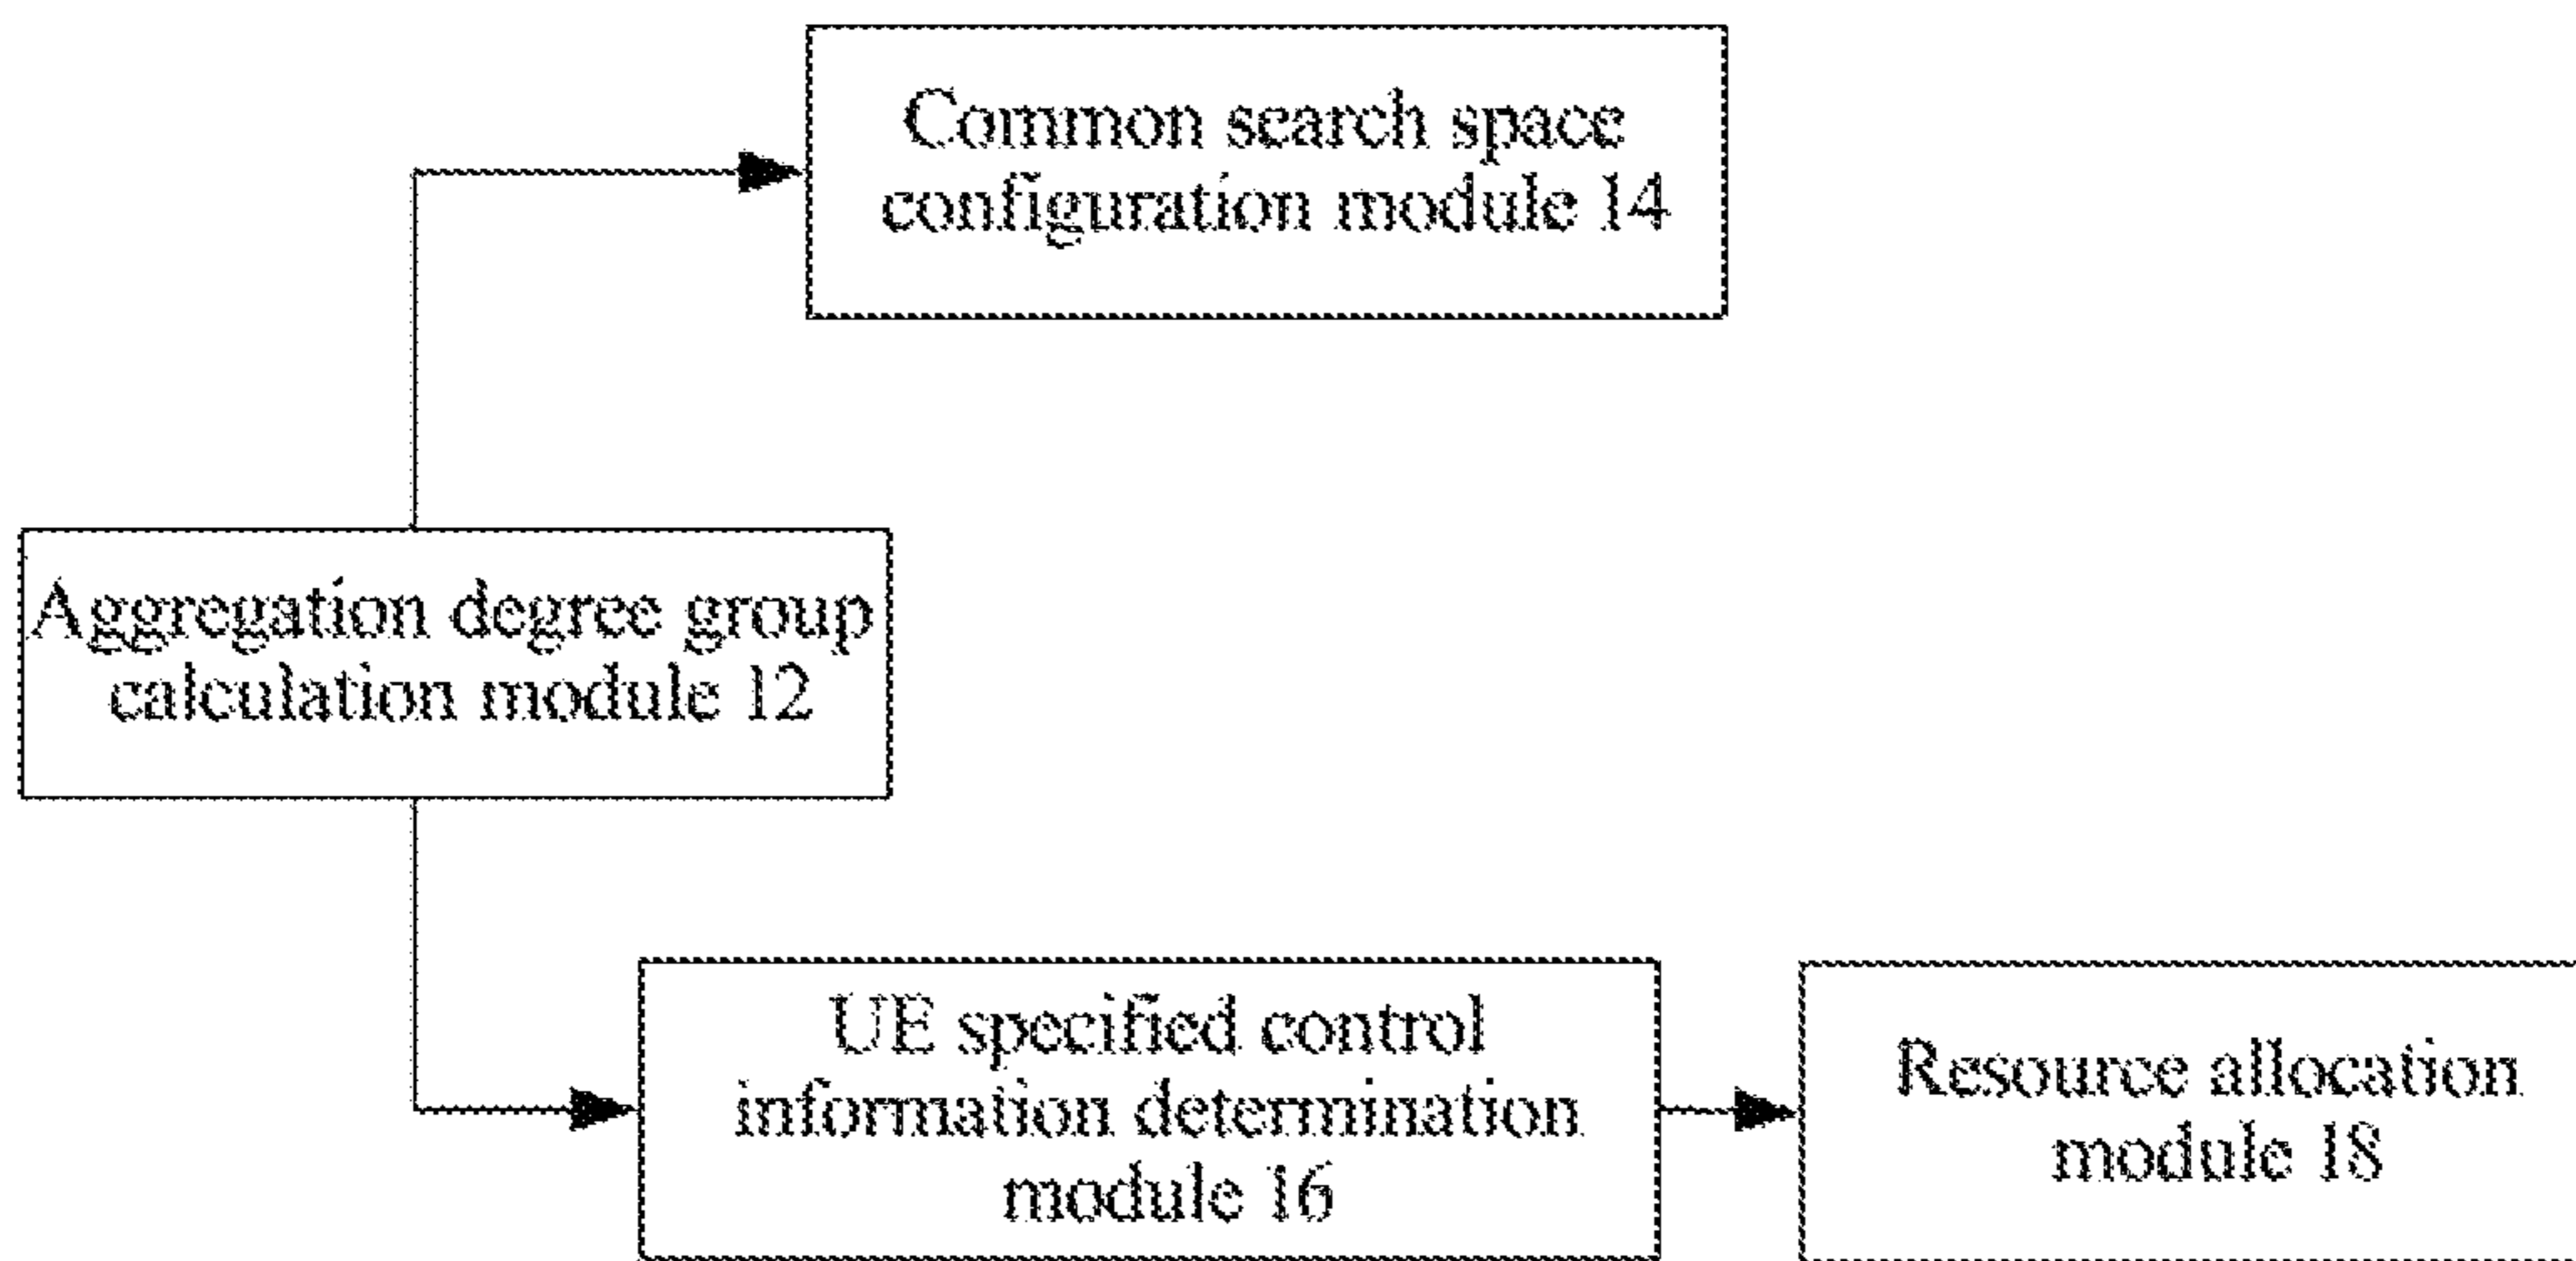 Common search space
configuration module 14
Aggregation degree group
calculation module 12
UE specified control
information determination
module 16
Resource allocation
module 18